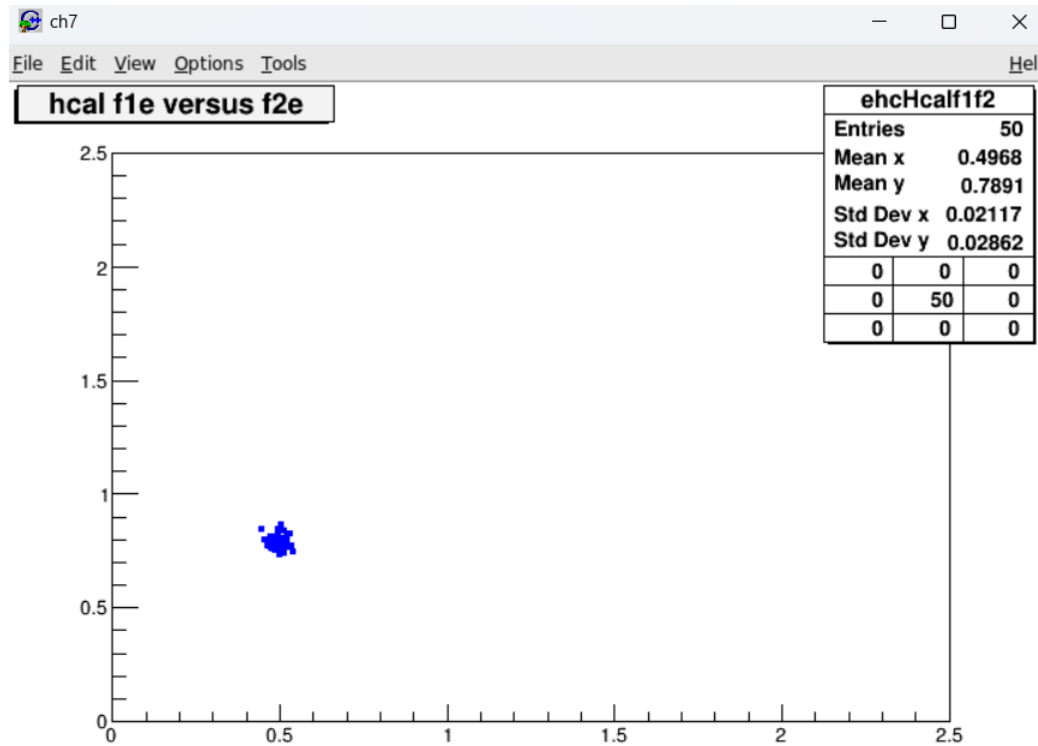 ch7
File Edit View Options Tools Hel
hcal f1e versus f2e
ehcHcalf1f2
Entries 50
Mean x 0.4968
Mean y 0.7891
Std Dev x 0.02117
Std Dev y 0.02862
0 0 0
0 50 0
0 0 0
2.5
2
1.5
1
0.5
0
0 0.5 1 1.5 2 2.5